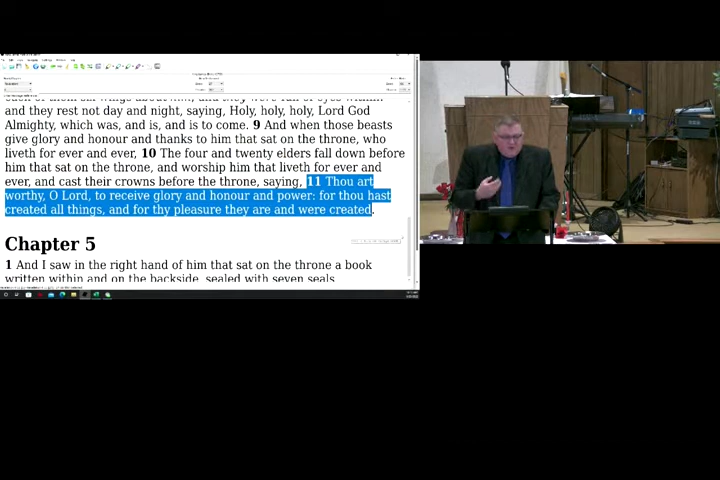 and they rest not day and night, saying, Holy, holy, holy, Lord God
Almighty, which was, and is, and is to come. 9 And when those beasts
give glory and honour and thanks to him that sat on the throne, who
liveth for ever and ever, 10 The four and twenty elders fall down before
him that sat on the throne, and worship him that liveth for ever and
ever, and cast their crowns before the throne, saying, 11 Thou art
worthy, O Lord, to receive glory and honour and power: for thou hast
created all things, and for thy pleasure they are and were created.
Chapter 5
1 And I saw in the right hand of him that sat on the throne a book
written within and on the backside, sealed with seven seals